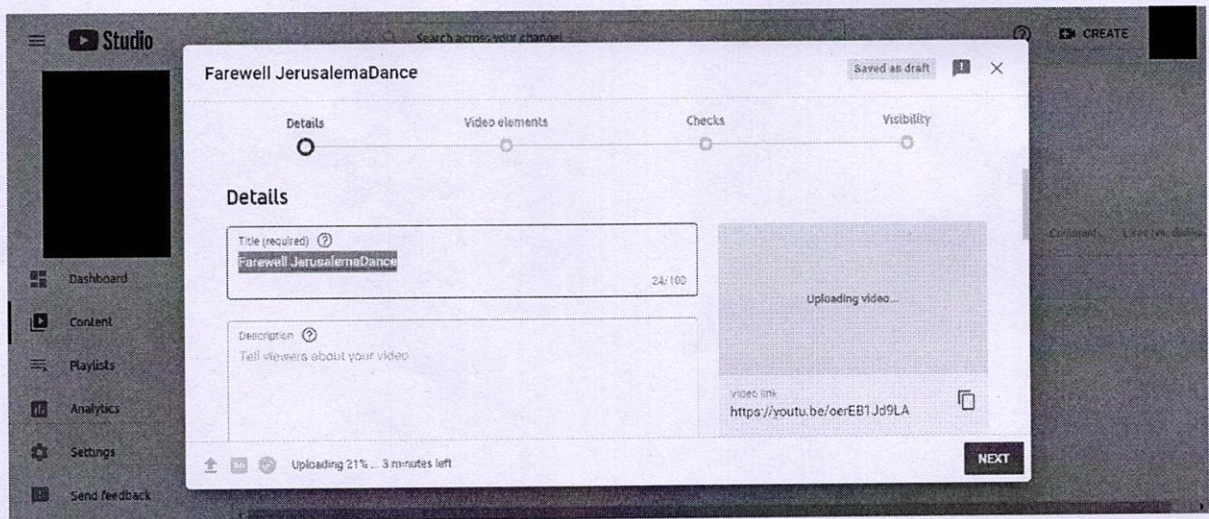 Studio
Search across your channel
CREATE
Farewell JerusalemaDance
Saved as draft
Details
Video elements
Checks
Visibility
Details
Title (required)
Farewell JerusalemaDance
24/100
Description
Tell viewers about your video
Uploading video...
Video link
https://youtu.be/oerEB1Jd9LA
Dashboard
Content
Playlists
Analytics
Settings
Send feedback
Uploading 21% ... 3 minutes left
NEXT
Comment